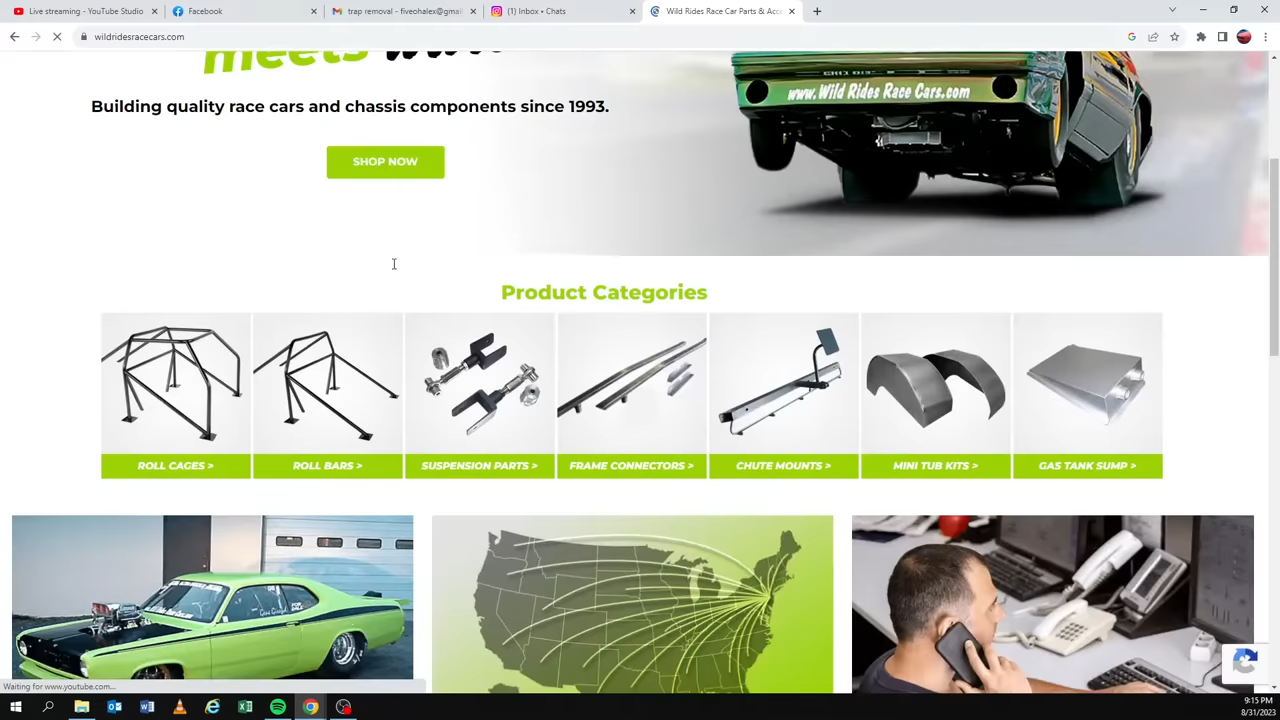 Live streaming - YouTube Studio
Facebook
trap removal - fiveohalex@gmai
(1) Inbox • Chats
Wild Rides Race Car Parts & Acce
wildridesracecars.com
meets
Building quality race cars and chassis components since 1993.
SHOP NOW
www.Wild Rides Race Cars.com
Product Categories
ROLL CAGES >
ROLL BARS >
SUSPENSION PARTS >
FRAME CONNECTORS >
CHUTE MOUNTS >
MINI TUB KITS >
GAS TANK SUMP >
Waiting for www.youtube.com...
9:15 PM
8/31/2023